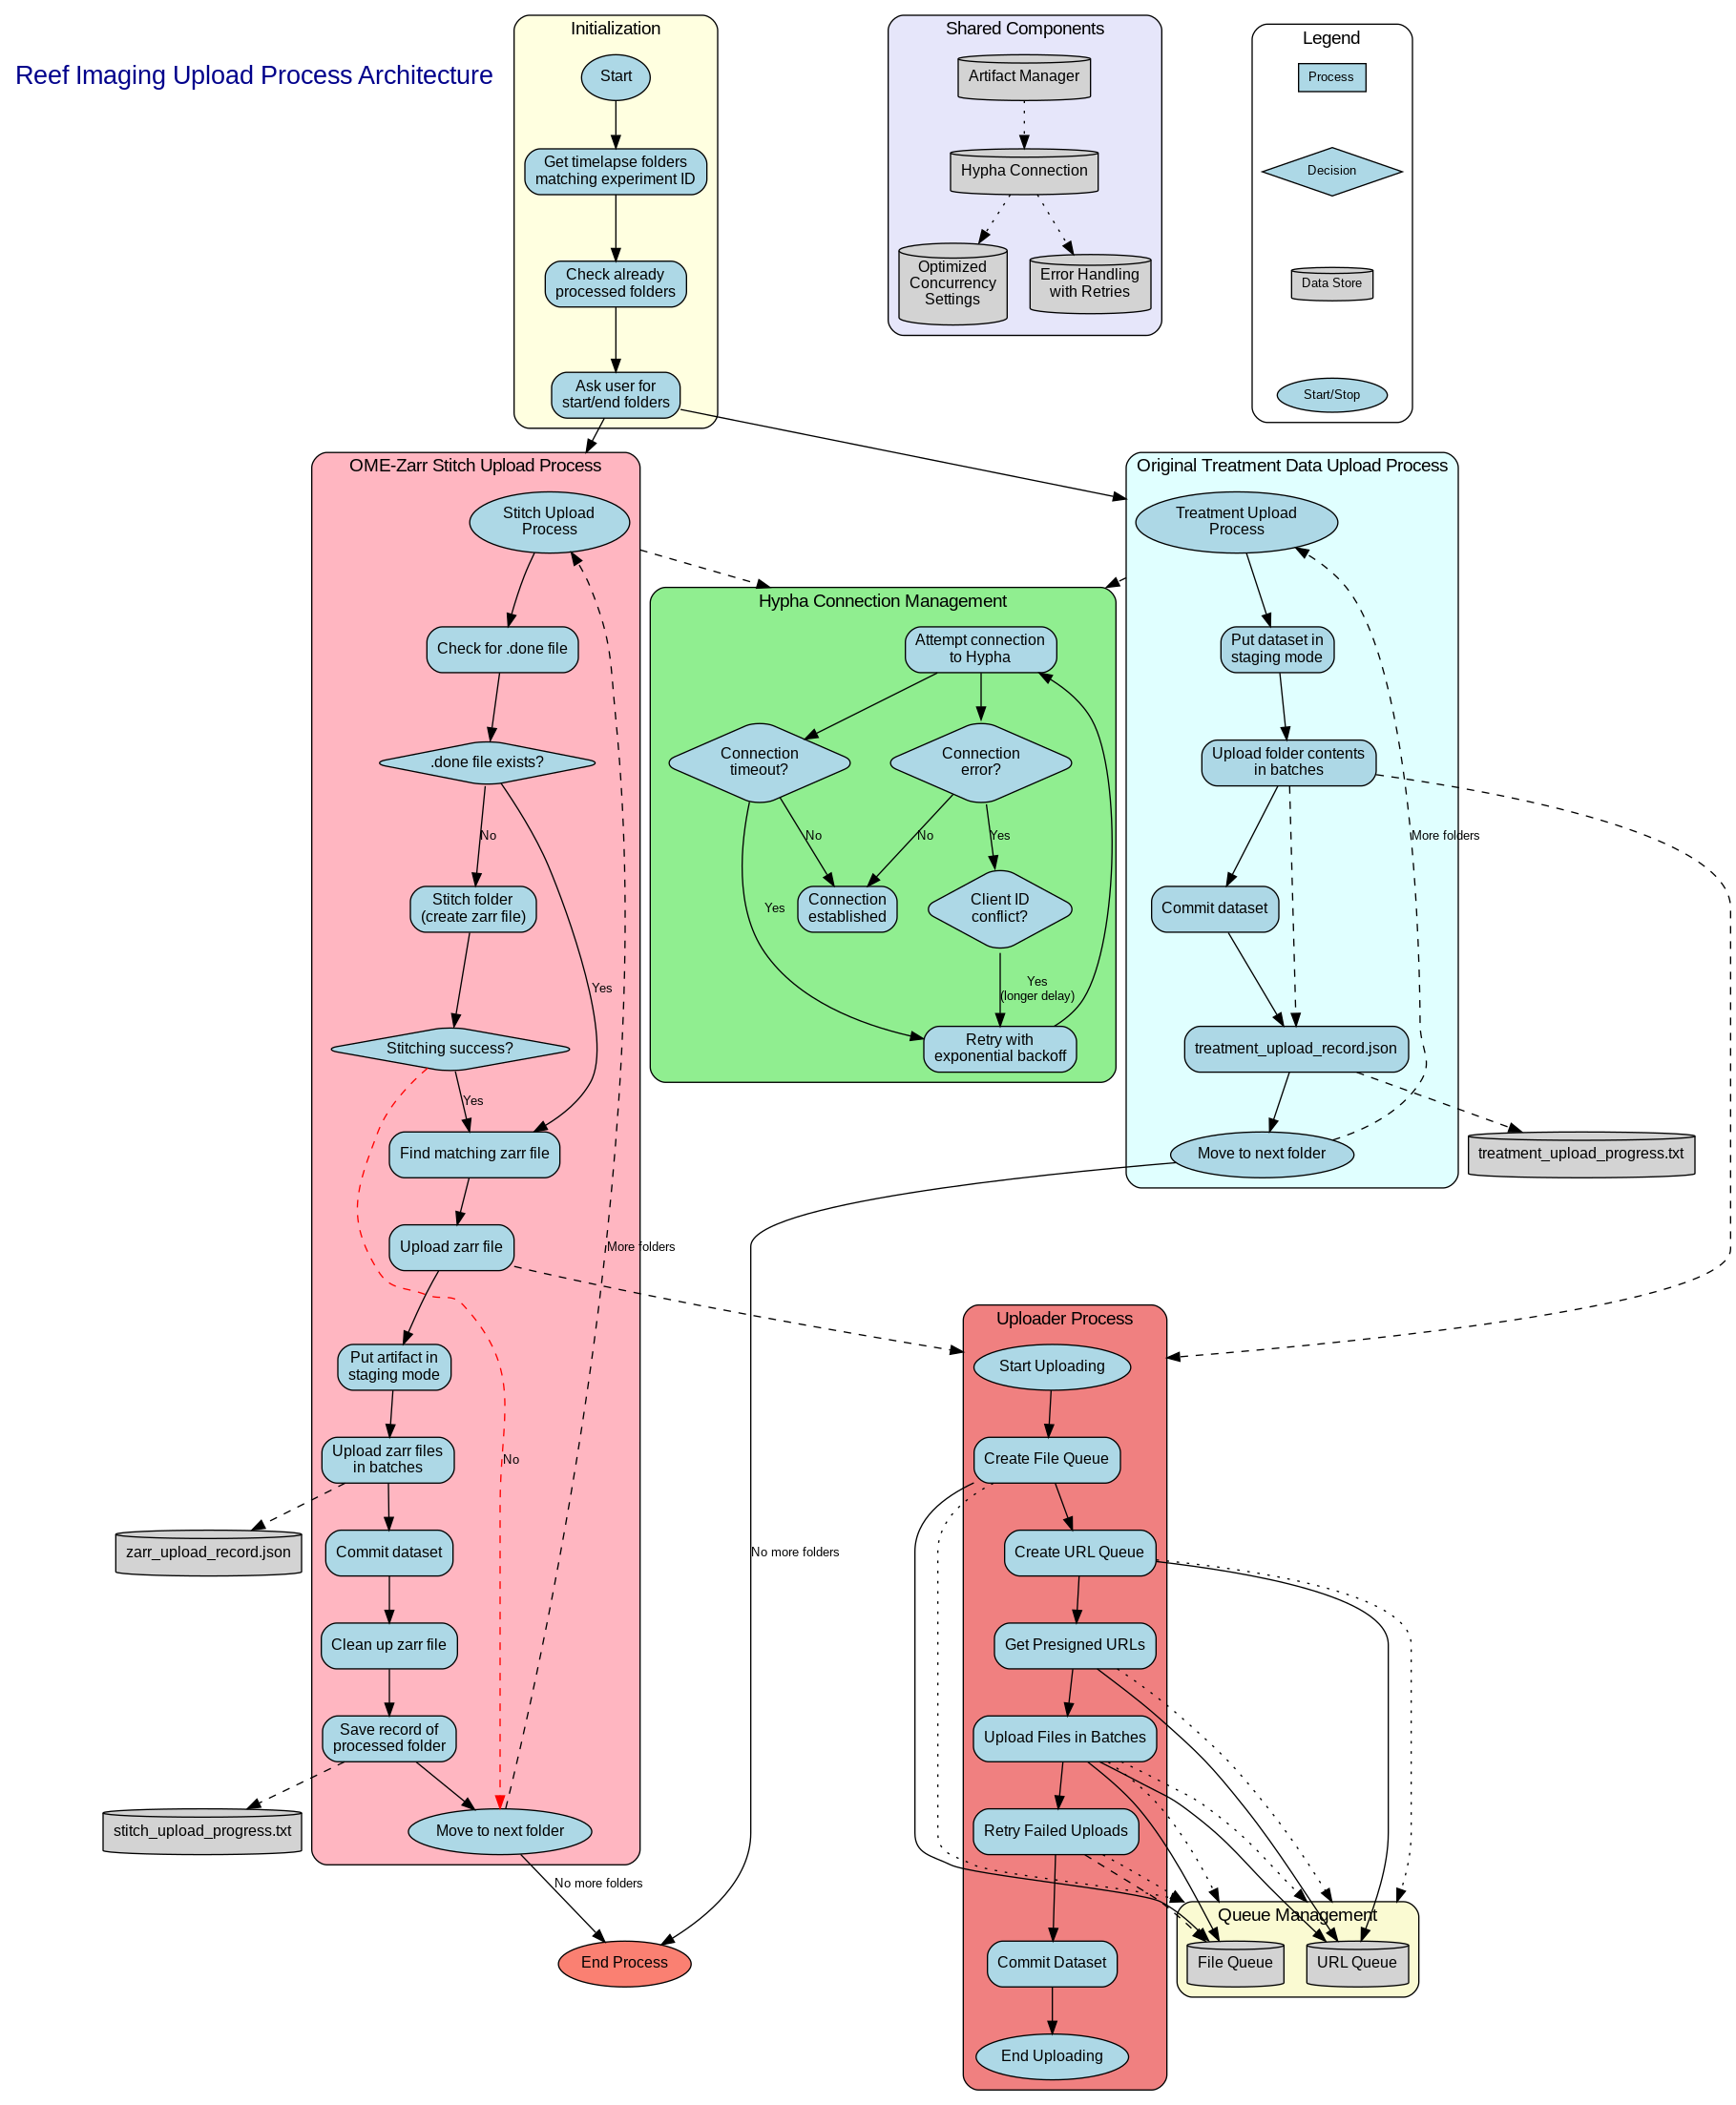 Reef Imaging Upload Process Architecture
Initialization
Start
Get timelapse folders
matching experiment ID
Check already
processed folders
Ask user for
start/end folders
Shared Components
Artifact Manager
Hypha Connection
Optimized
Concurrency
Settings
Error Handling
with Retries
Legend
Process
Decision
Data Store
Start/Stop
OME-Zarr Stitch Upload Process
Stitch Upload
Process
Check for .done file
.done file exists?
No
Yes
Stitch folder
(create zarr file)
Stitching success?
Yes
Find matching zarr file
Upload zarr file
More folders
Put artifact in
staging mode
Upload zarr files
in batches
No
zarr_upload_record.json
Commit dataset
Clean up zarr file
Save record of
processed folder
stitch_upload_progress.txt
Move to next folder
No more folders
End Process
Hypha Connection Management
Attempt connection
to Hypha
Connection
timeout?
Connection
error?
No
No
Yes
Yes
Connection
established
Client ID
conflict?
Yes
(longer delay)
Retry with
exponential backoff
Original Treatment Data Upload Process
Treatment Upload
Process
Put dataset in
staging mode
Upload folder contents
in batches
More folders
Commit dataset
treatment_upload_record.json
Move to next folder
treatment_upload_progress.txt
No more folders
Uploader Process
Start Uploading
Create File Queue
Create URL Queue
Get Presigned URLs
Upload Files in Batches
Retry Failed Uploads
Commit Dataset
End Uploading
Queue Management
File Queue
URL Queue